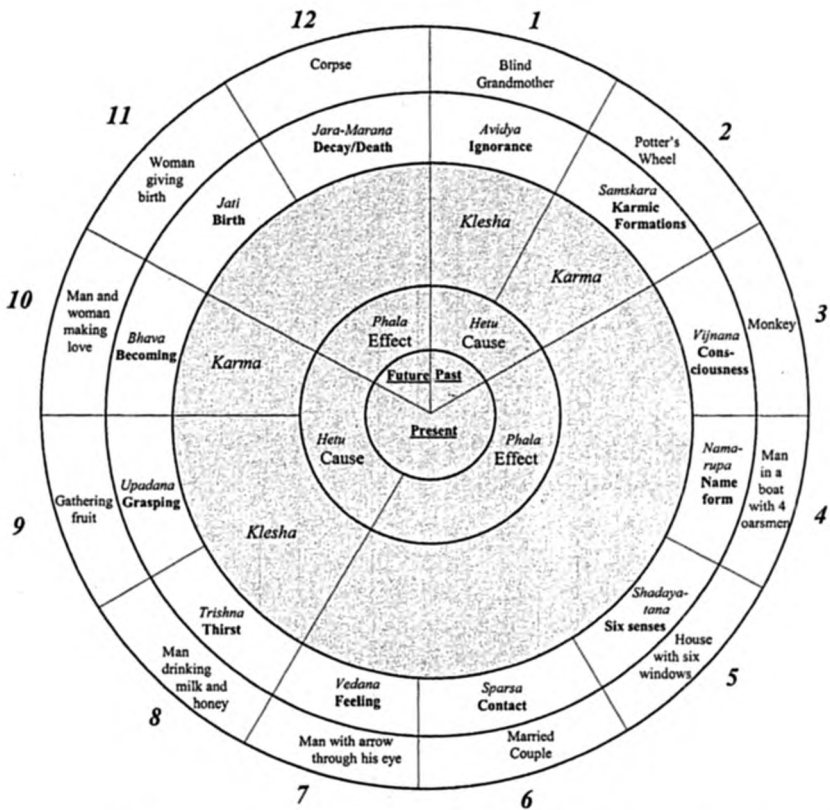 12
1
Corpse
Blind
Grandmother
11
2
Jara-Marana
Decay/Death
Avidya
Ignorance
Potter's
Wheel
Woman
giving
birth
Jati
Birth
Klesha
Samskara
Karmic
Formations
Karma
10
3
Man and
woman
making
love
Bhava
Becoming
Karma
Phala
Effect
Hetu
Cause
Vijnana
Cons-
ciousness
Monkey
Future
Past
Present
Hetu
Cause
Phala
Effect
Nama-
rupa
Name
form
Man
in a
boat
with 4
oarsmen
4
9
Gathering
fruit
Upadana
Grasping
Klesha
Shadaya-
tana
Six senses
House
with six
windows
5
8
Man
drinking
milk and
honey
Trishna
Thirst
Vedana
Feeling
Sparsa
Contact
Man with arrow
through his eye
Married
Couple
7
6